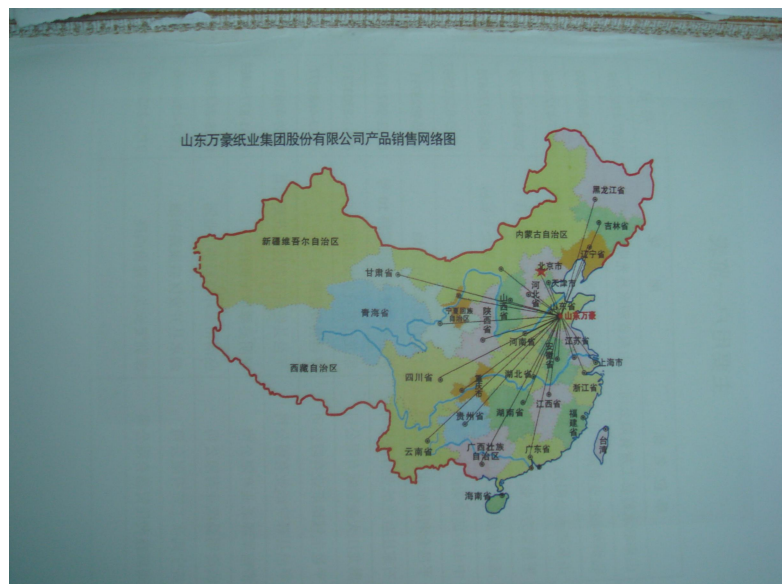 山东万豪纸业集团股份有限公司产品销售网络图
黑龙江省
吉林省
辽宁省
内蒙古自治区
新疆维吾尔自治区
北京市
天津市
甘肃省
河北省
山西省
山东省
山东万豪
宁夏回族
自治区
陕西省
青海省
河南省
江苏省
安徽省
上海市
西藏自治区
四川省
重庆市
湖北省
浙江省
江西省
湖南省
贵州省
福建省
台湾
云南省
广西壮族
自治区
广东省
海南省